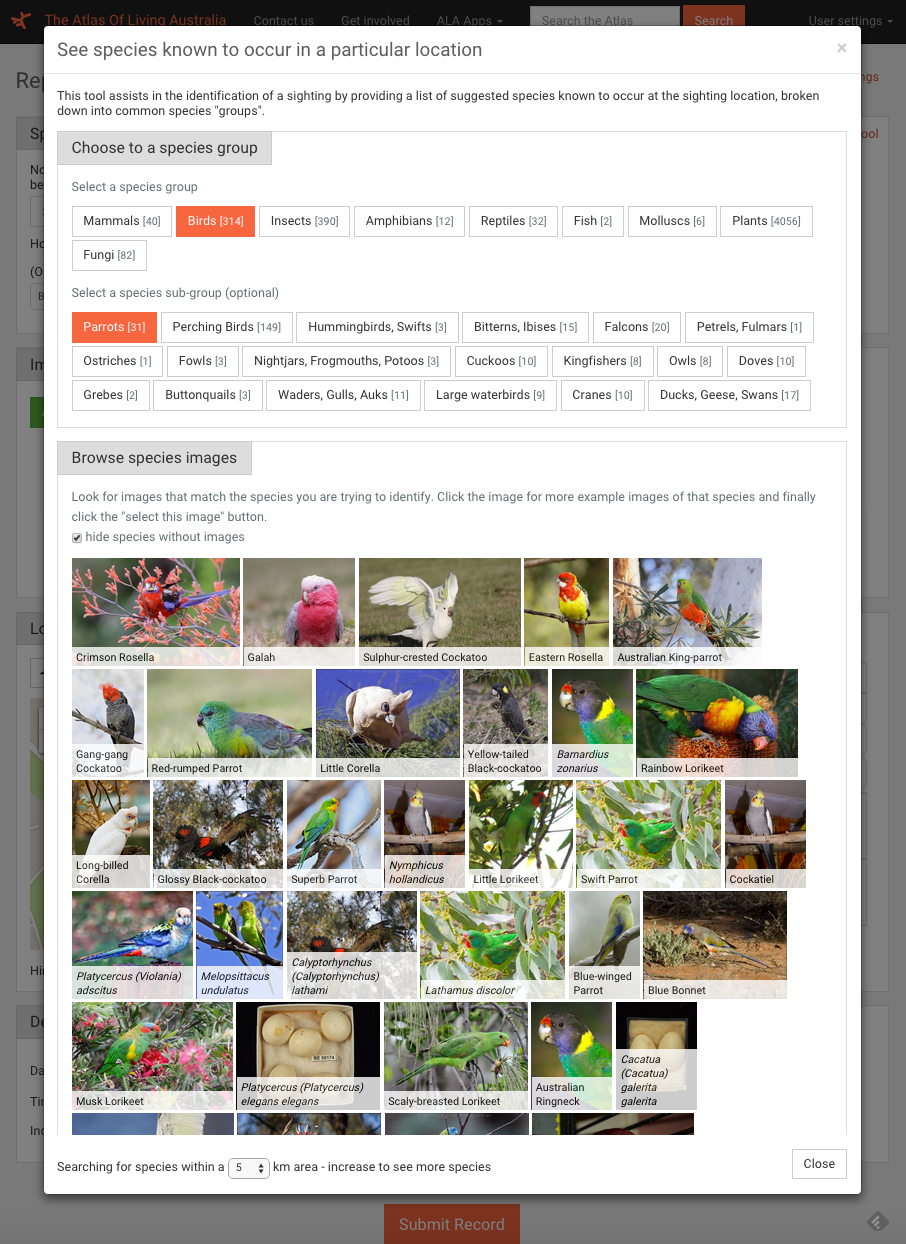 The Atlas Of Living Australia Contact us Get involved ALA Apps Search the Atlas Search User settings
See species known to occur in a particular location ×
This tool assists in the identification of a sighting by providing a list of suggested species known to occur at the sighting location, broken
down into common species "groups".
Choose to a species group
Select a species group
Mammals [40] Birds [314] Insects [390] Amphibians [12] Reptiles [32] Fish [2] Molluscs [6] Plants [4056]
Fungi [82]
Select a species sub-group (optional)
Parrots [31] Perching Birds [149] Hummingbirds, Swifts [3] Bitterns, Ibises [15] Falcons [20] Petrels, Fulmars [1]
Ostriches [1] Fowls [3] Nightjars, Frogmouths, Potoos [3] Cuckoos [10] Kingfishers [8] Owls [8] Doves [10]
Grebes [2] Buttonquails [3] Waders, Gulls, Auks [11] Large waterbirds [9] Cranes [10] Ducks, Geese, Swans [17]
Browse species images
Look for images that match the species you are trying to identify. Click the image for more example images of that species and finally
click the "select this image" button.
hide species without images
Crimson Rosella Galah Sulphur-crested Cockatoo Eastern Rosella Australian King-parrot
Gang-gang
Cockatoo
Red-rumped Parrot
Little Corella
Yellow-tailed
Black-cockatoo
Barnardius
zonarius
Rainbow Lorikeet
Long-billed
Corella
Glossy Black-cockatoo
Superb Parrot
Nymphicus
hollandicus
Little Lorikeet
Swift Parrot
Cockatiel
Platycercus (Violania)
adscitus
Melopsittacus
undulatus
Calyptorhynchus
(Calyptorhynchus)
lathami
Lathamus discolor
Blue-winged
Parrot
Blue Bonnet
Musk Lorikeet
Platycercus (Platycercus)
elegans elegans
Scaly-breasted Lorikeet
Australian
Ringneck
Cacatua
(Cacatua)
galerita
galerita
Searching for species within a 5 km area - increase to see more species Close
Submit Record